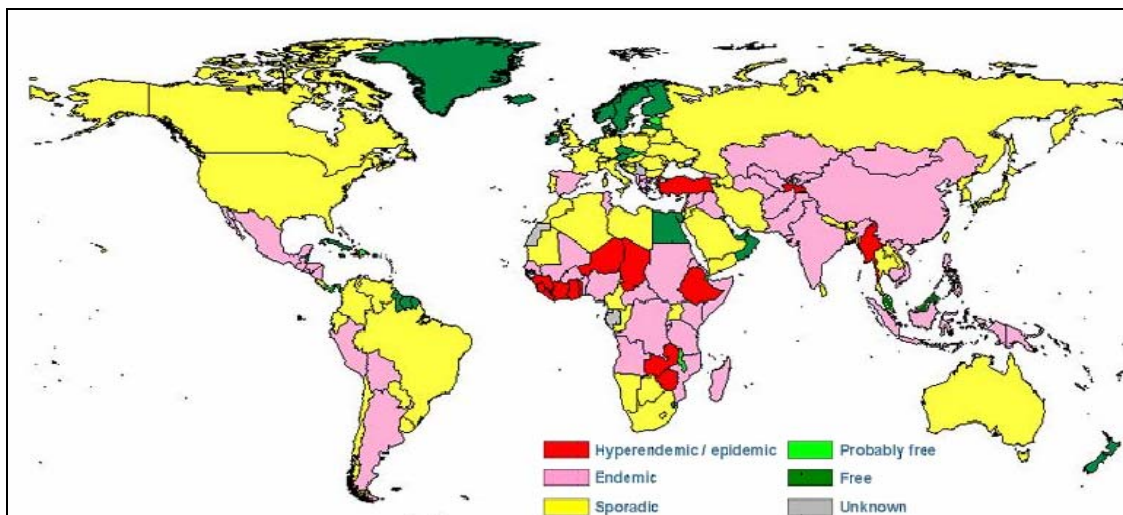 Hyperendemic / epidemic
Endemic
Sporadic
Probably free
Free
Unknown